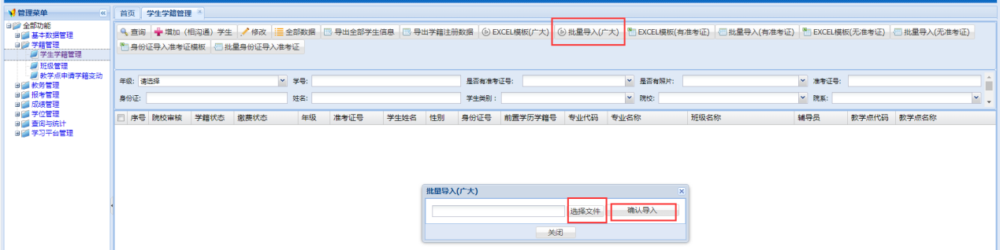 管理菜单
全部功能
基本数据管理
学籍管理
学生学籍管理
班级管理
教学点申请学籍变动
教务管理
报考管理
成绩管理
学位管理
查询与统计
学习平台管理
首页 学生学籍管理
查询 增加（相沟通）学生 修改 全部数据 导出全部学生信息 导出学籍注册数据 EXCEL模板(广大) 批量导入(广大) EXCEL模板(有准考证) 批量导入(有准考证) EXCEL模板(无准考证) 批量导入(无准考证)
身份证导入准考证模板 批量身份证导入准考证
年级: 请选择 学号: 是否有准考证号: 是否有照片: 准考证号:
身份证: 姓名: 学生类别: 院校: 院系:
序号 院校审核 学籍状态 缴费状态 年级 准考证号 学生姓名 性别 身份证号 前置学历学籍号 专业代码 专业名称 班级名称 辅导员 教学点代码 教学点名称
批量导入(广大)
选择文件 确认导入
关闭